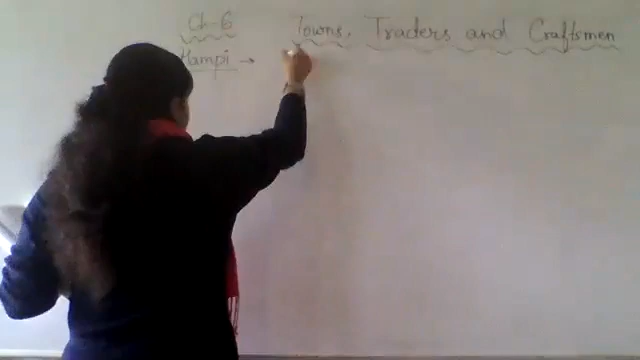 Ch-6 Towns, Traders and Craftsmen
Hampi →